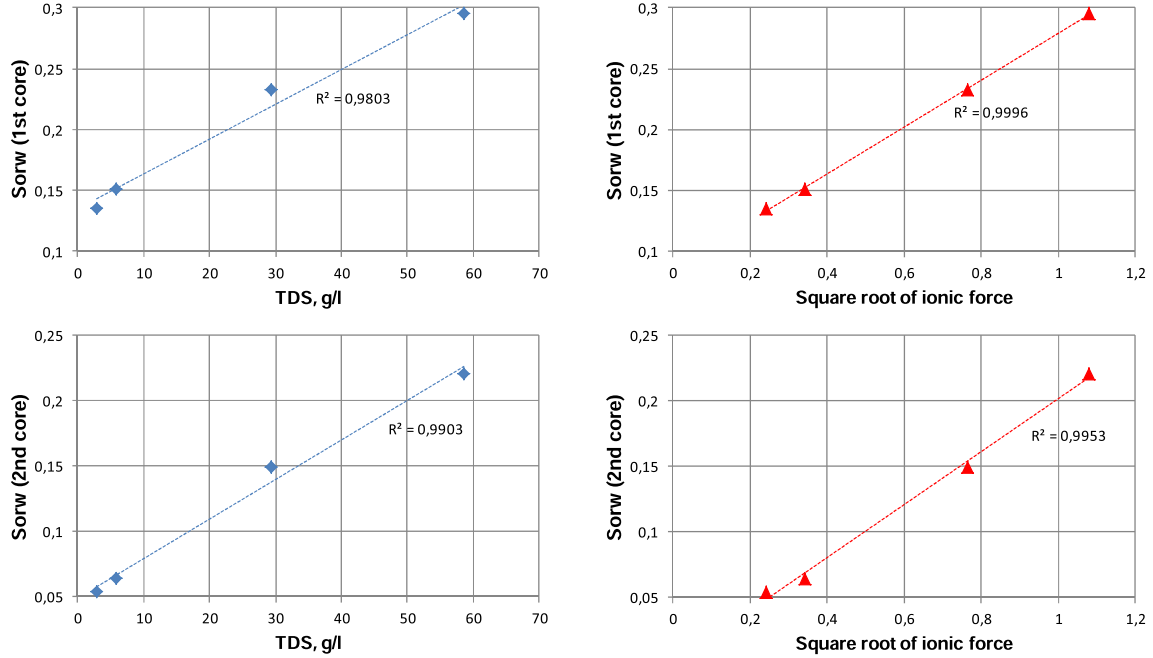 0,3
0,25
0,2
0,15
0,1
Sorw (1st core)
R² = 0,9803
0 10 20 30 40 50 60 70
TDS, g/l
0,3
0,25
0,2
0,15
0,1
Sorw (1st core)
R² = 0,9996
0 0,2 0,4 0,6 0,8 1 1,2
Square root of ionic force
0,25
0,2
0,15
0,1
0,05
Sorw (2nd core)
R² = 0,9903
0 10 20 30 40 50 60 70
TDS, g/l
0,25
0,2
0,15
0,1
0,05
Sorw (2nd core)
R² = 0,9953
0 0,2 0,4 0,6 0,8 1 1,2
Square root of ionic force